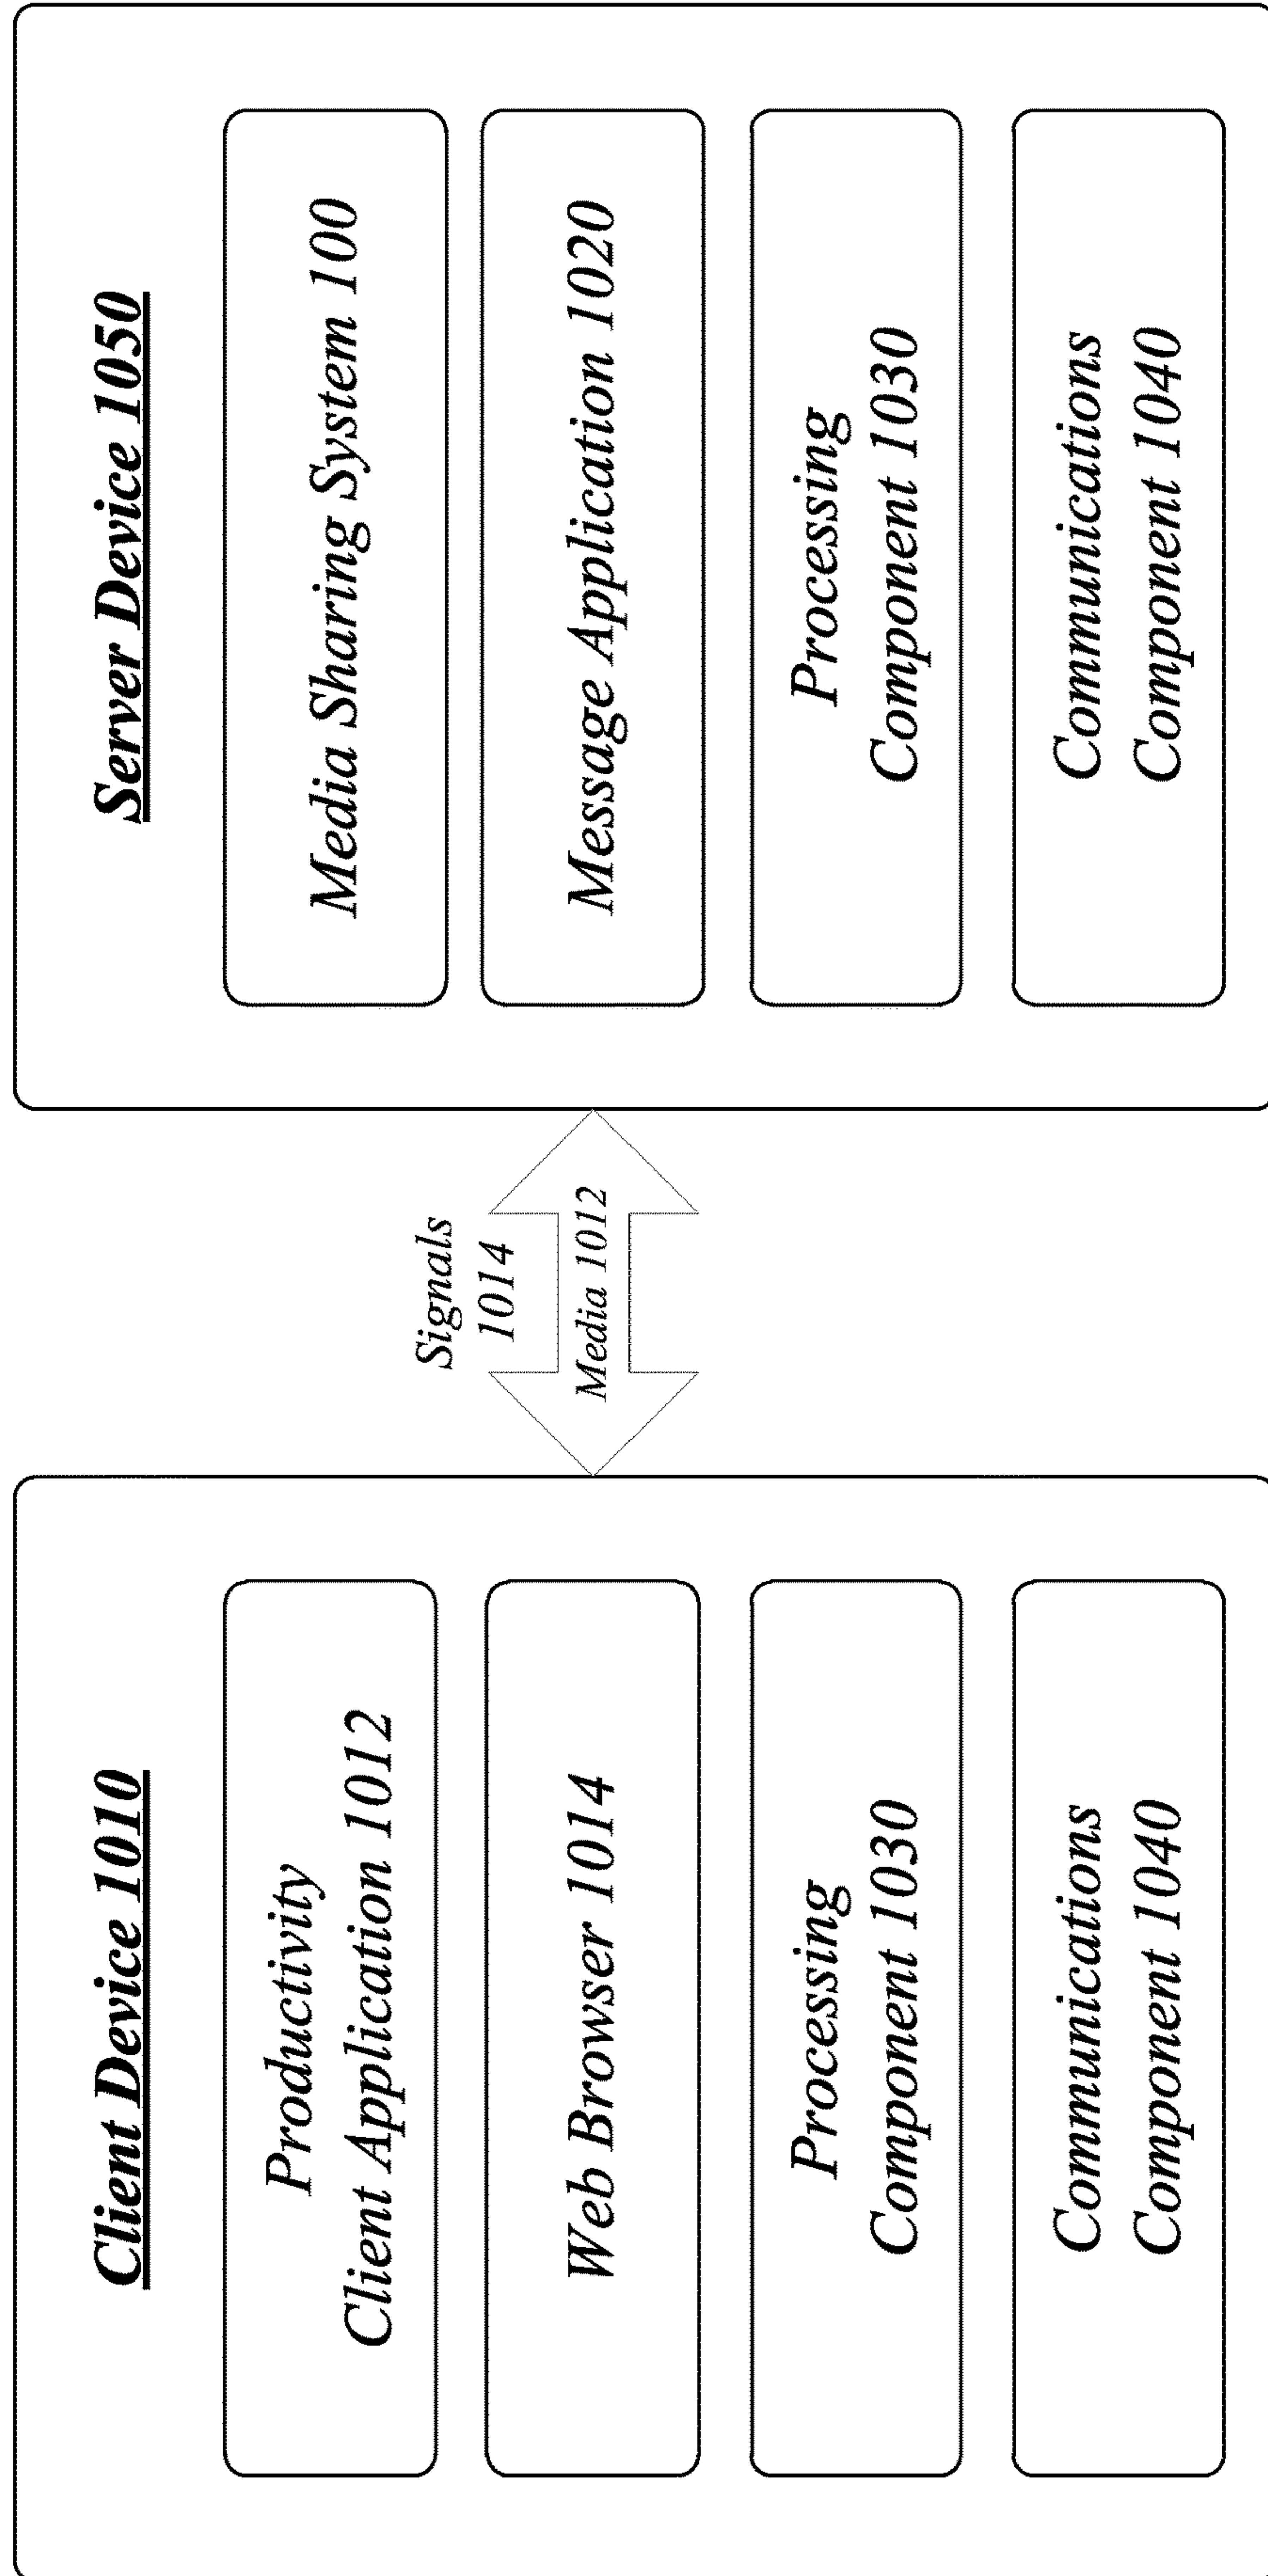 Client Device 1010
Productivity
Client Application 1012
Web Browser 1014
Processing
Component 1030
Communications
Component 1040
Signals
1014
Media 1012
Server Device 1050
Media Sharing System 100
Message Application 1020
Processing
Component 1030
Communications
Component 1040